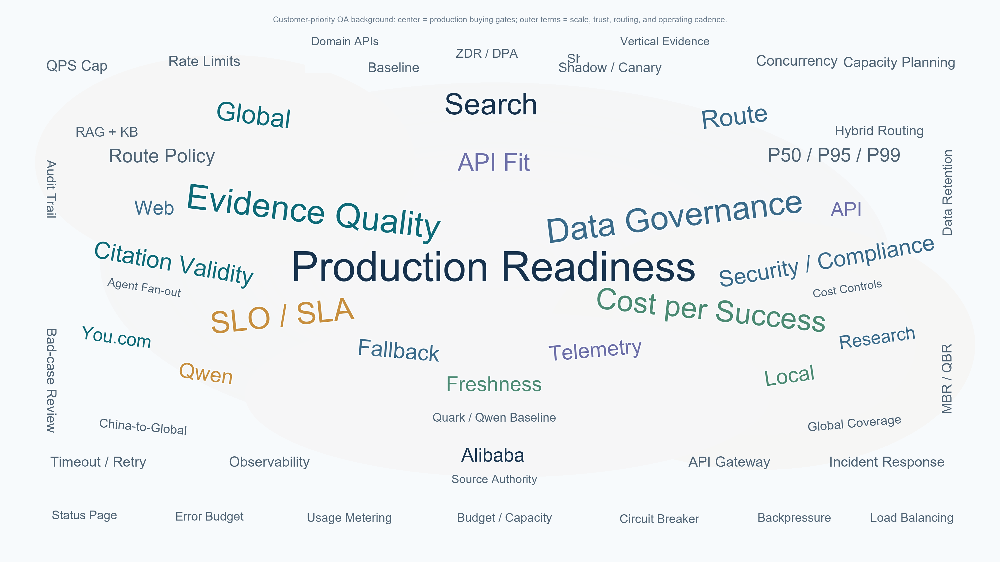 Customer-priority QA background: center = production buying gates; outer terms = scale, trust, routing, and operating cadence.
Domain APIs
Vertical Evidence
ZDR / DPA
QPS Cap
Rate Limits
Baseline
Sh
Shadow / Canary
Concurrency
Capacity Planning
Global
Search
Route
RAG + KB
Hybrid Routing
Route Policy
API Fit
P50 / P95 / P99
Audit Trail
Data Retention
Web
Evidence Quality
Data Governance
API
Citation Validity
Production Readiness
Security / Compliance
Agent Fan-out
Cost Controls
SLO / SLA
Cost per Success
You.com
Fallback
Telemetry
Research
Bad-case Review
MBR / QBR
Qwen
Freshness
Local
Quark / Qwen Baseline
China-to-Global
Global Coverage
Alibaba
Timeout / Retry
Observability
API Gateway
Incident Response
Source Authority
Status Page
Error Budget
Usage Metering
Budget / Capacity
Circuit Breaker
Backpressure
Load Balancing